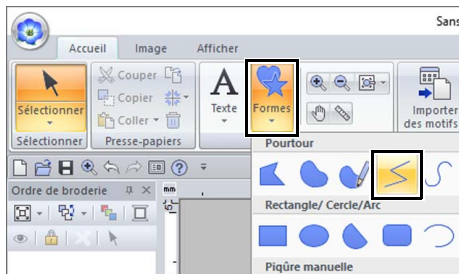 Sans
Accueil Image Afficher
Sélectionner
Couper
Copier
Coller
Texte
Formes
Importer
des motifs
Sélectionner Presse-papiers
Pourtour
Ordre de broderie
mm
Rectangle/ Cercle/Arc
Piqûre manuelle